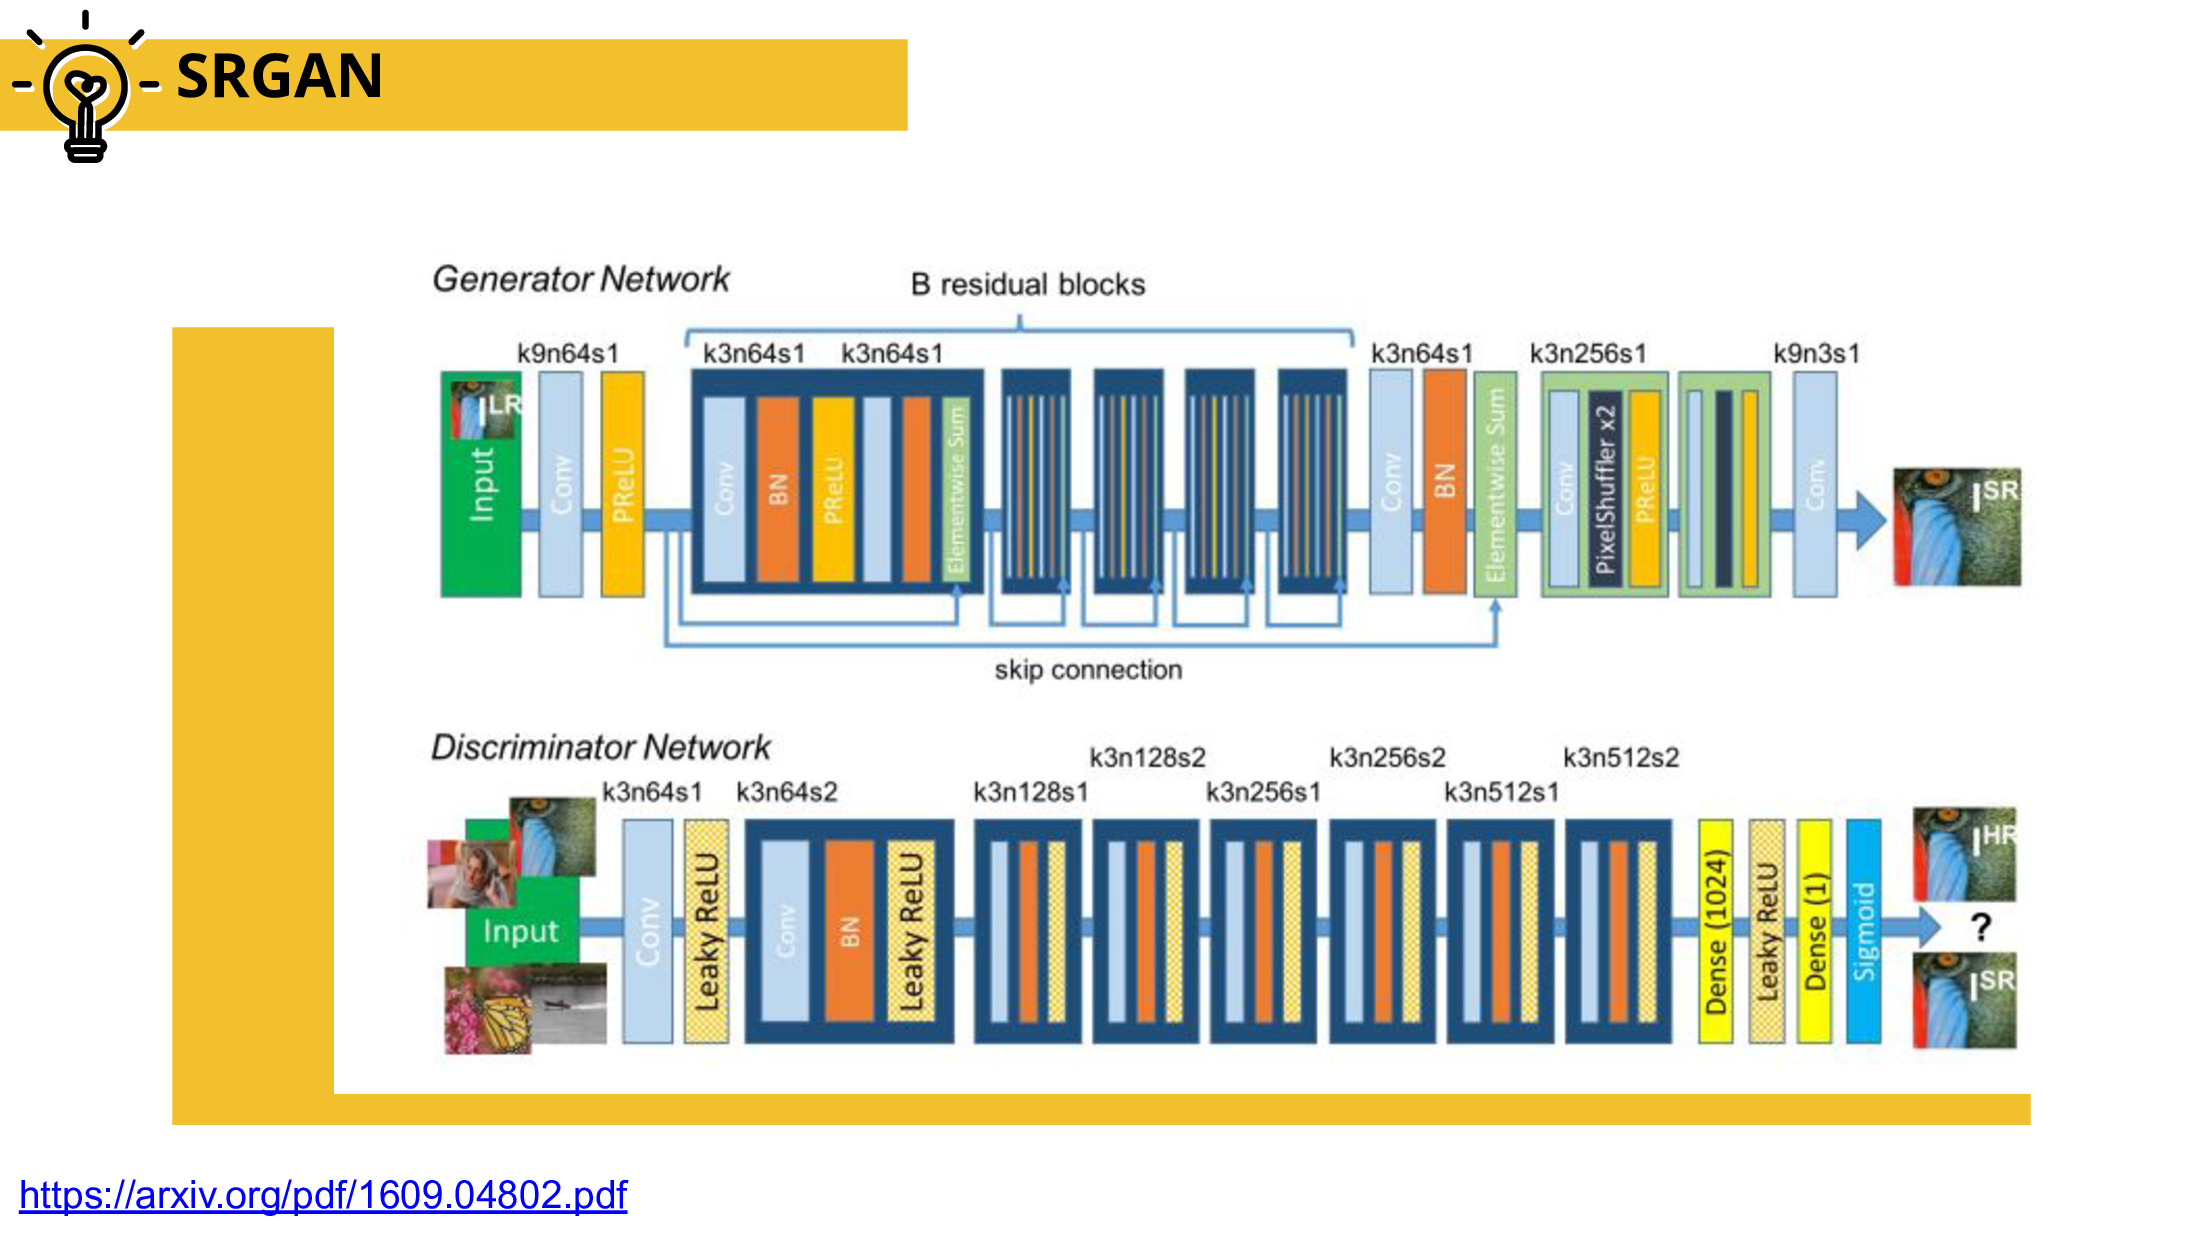 SRGAN
Generator Network
B residual blocks
k9n64s1 k3n64s1 k3n64s1 k3n64s1 k3n256s1 k9n3s1
I^LR
Input
Conv
PReLU
Conv
BN
PReLU
Elementwise Sum
Conv
BN
Elementwise Sum
Conv
PixelShuffler x2
PReLU
Conv
I^SR
skip connection
Discriminator Network
k3n128s2 k3n256s2 k3n512s2
k3n64s1 k3n64s2 k3n128s1 k3n256s1 k3n512s1
Input
Conv
Leaky ReLU
Conv
BN
Leaky ReLU
Dense (1024)
Leaky ReLU
Dense (1)
Sigmoid
I^HR
?
I^SR
https://arxiv.org/pdf/1609.04802.pdf